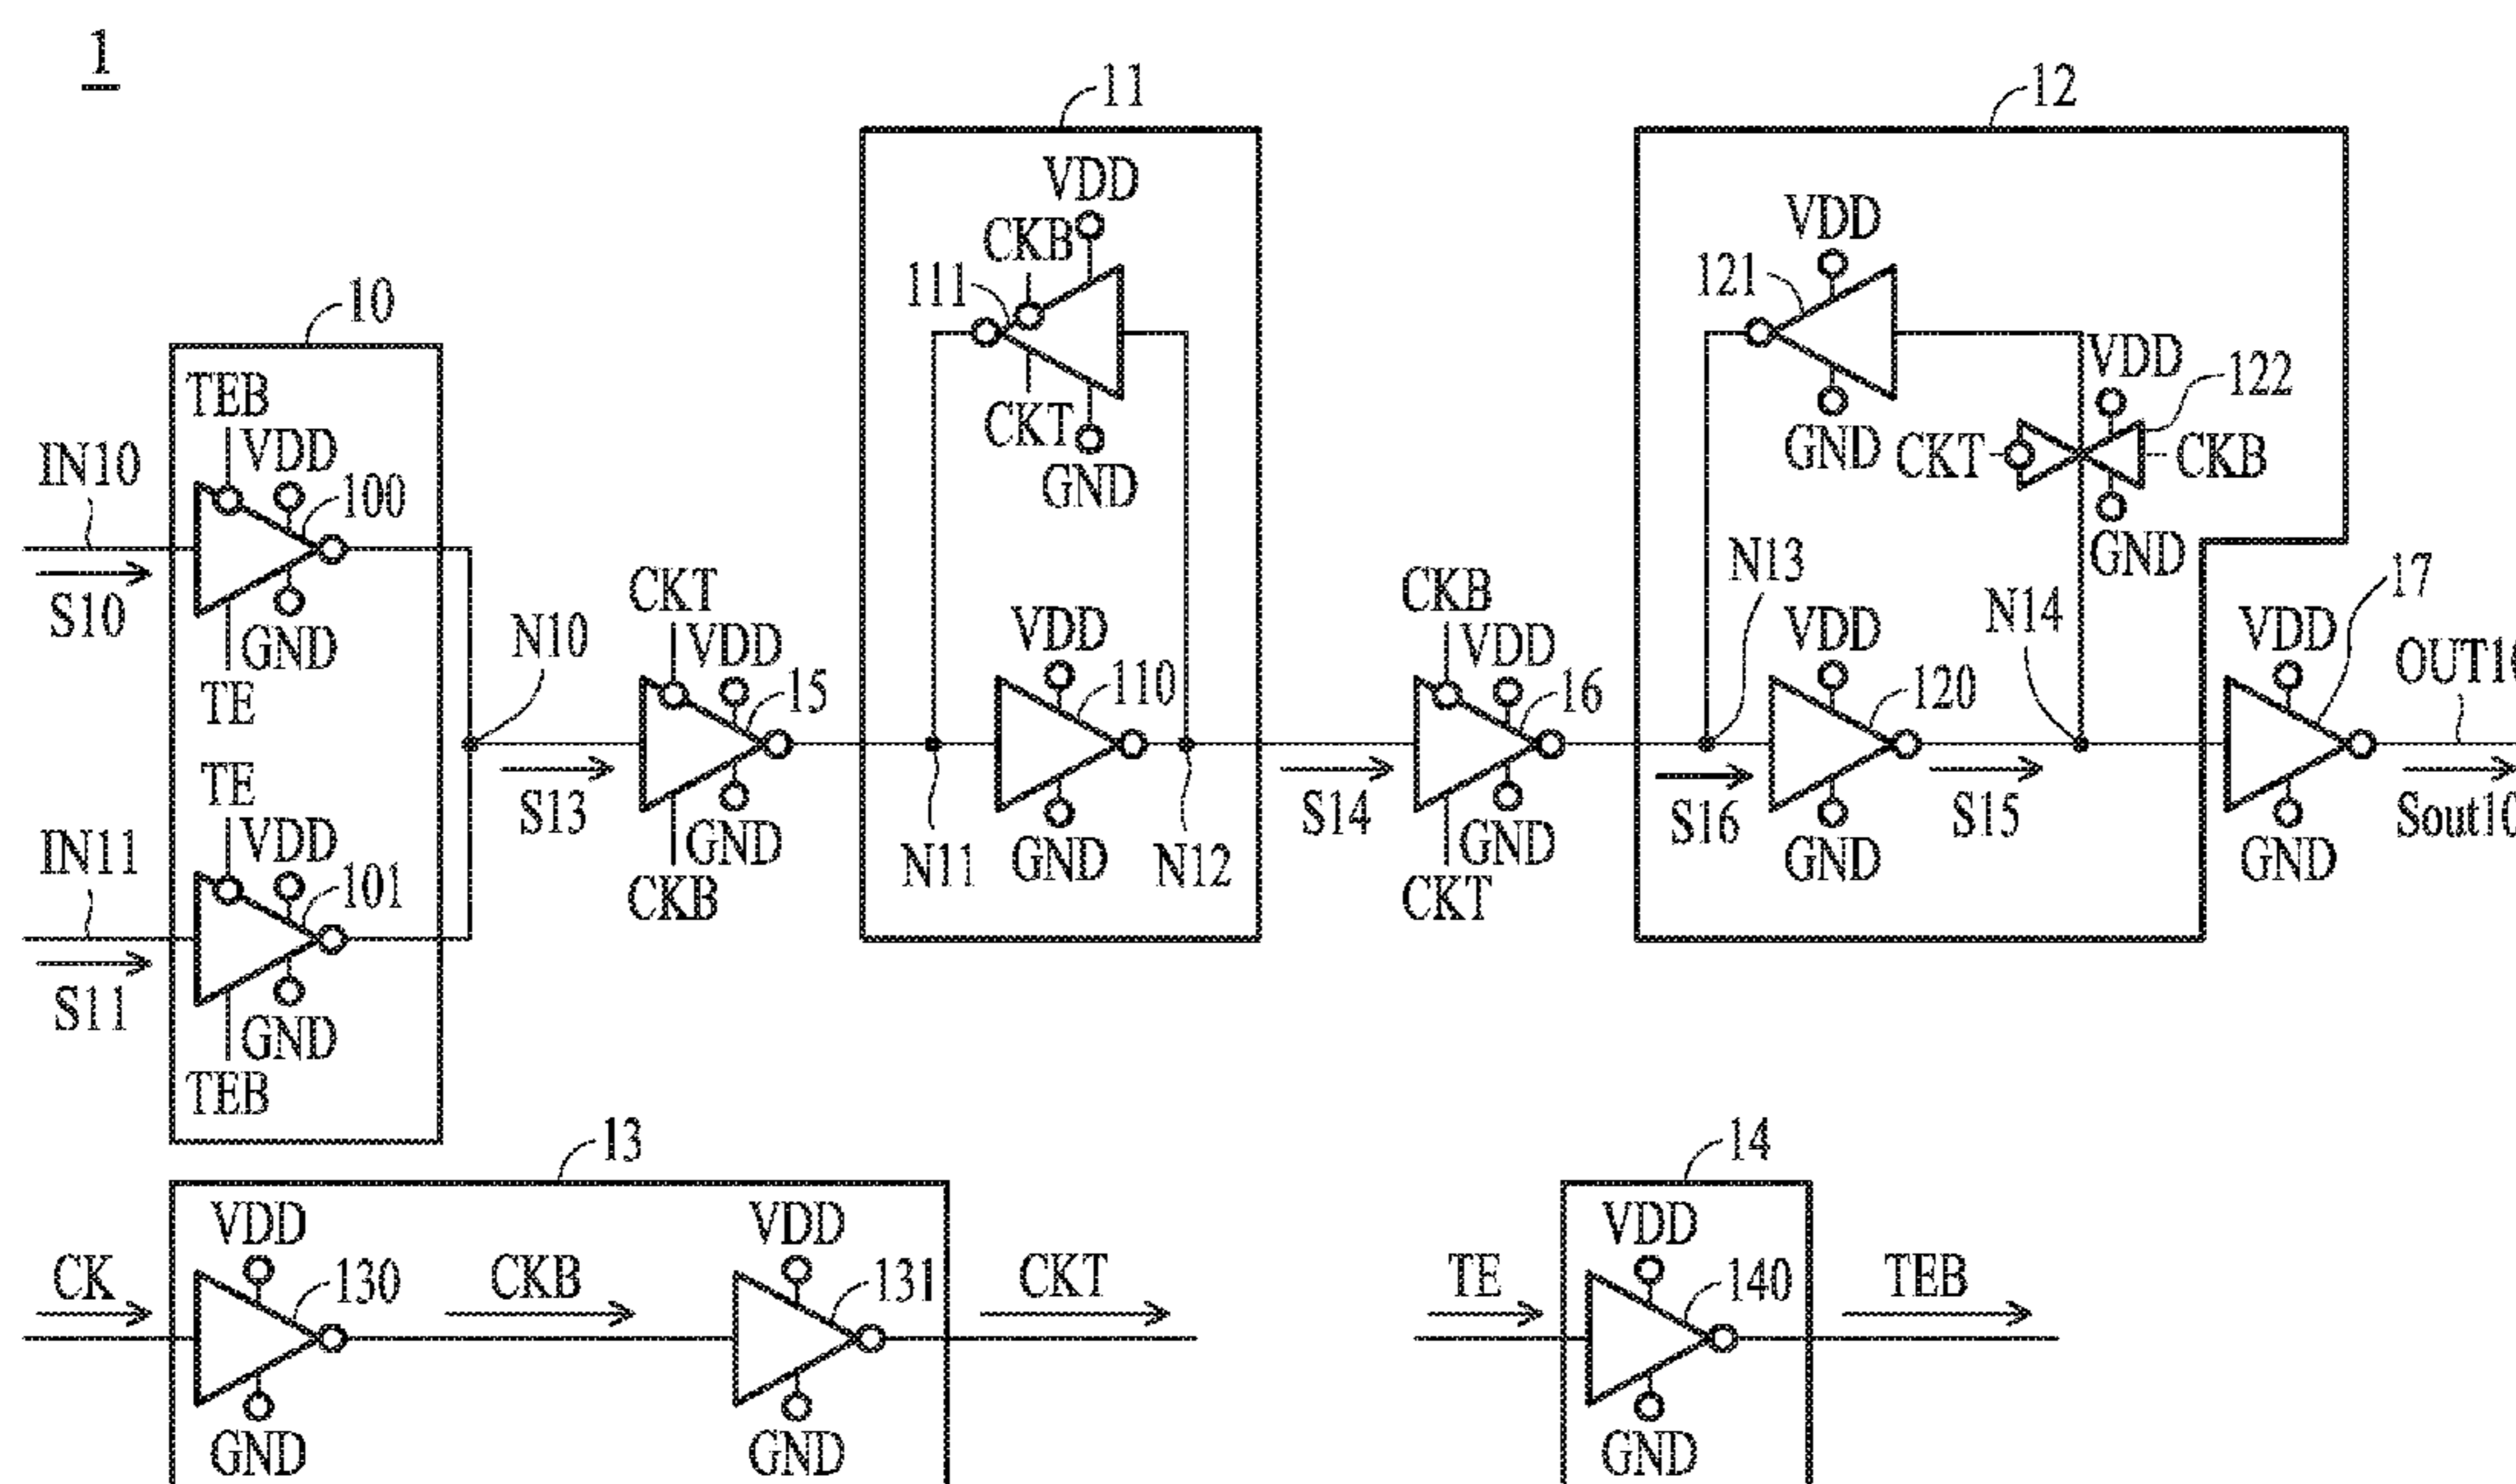 1
11
12
VDD
CKB
111
CKT
GND
VDD
121
GND
VDD
122
CKT
CKB
GND
10
TEB
IN10
VDD
100
S10
GND
TE
N10
CKT
VDD
15
S13
GND
CKB
VDD
110
N11
GND
N12
CKB
VDD
16
S14
GND
CKT
N13
VDD
120
N14
S16
GND
S15
17
VDD
OUT10
GND
Sout10
TE
IN11
VDD
101
S11
GND
TEB
13
VDD
VDD
CK
130
CKB
131
CKT
GND
GND
14
VDD
TE
140
TEB
GND